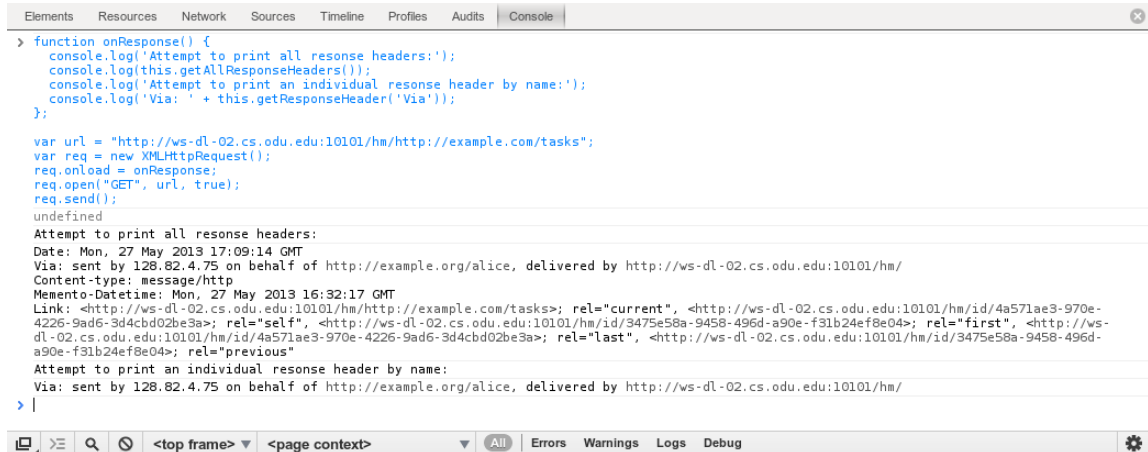 Elements Resources Network Sources Timeline Profiles Audits Console
> function onResponse() {
console.log('Attempt to print all resonse headers:');
console.log(this.getAllResponseHeaders());
console.log('Attempt to print an individual resonse header by name:');
console.log('Via: ' + this.getResponseHeader('Via'));
};
var url = "http://ws-dl-02.cs.odu.edu:10101/hm/http://example.com/tasks";
var req = new XMLHttpRequest();
req.onload = onResponse;
req.open("GET", url, true);
req.send();
undefined
Attempt to print all resonse headers:
Date: Mon, 27 May 2013 17:09:14 GMT
Via: sent by 128.82.4.75 on behalf of http://example.org/alice, delivered by http://ws-dl-02.cs.odu.edu:10101/hm/
Content-type: message/http
Memento-Datetime: Mon, 27 May 2013 16:32:17 GMT
Link: <http://ws-dl-02.cs.odu.edu:10101/hm/http://example.com/tasks>; rel="current", <http://ws-dl-02.cs.odu.edu:10101/hm/id/4a571ae3-970e-
4226-9ad6-3d4cbd02be3a>; rel="self", <http://ws-dl-02.cs.odu.edu:10101/hm/id/3475e58a-9458-496d-a90e-f31b24ef8e04>; rel="first", <http://ws-
dl-02.cs.odu.edu:10101/hm/id/4a571ae3-970e-4226-9ad6-3d4cbd02be3a>; rel="last", <http://ws-dl-02.cs.odu.edu:10101/hm/id/3475e58a-9458-496d-
a90e-f31b24ef8e04>; rel="previous"
Attempt to print an individual resonse header by name:
Via: sent by 128.82.4.75 on behalf of http://example.org/alice, delivered by http://ws-dl-02.cs.odu.edu:10101/hm/
>
<top frame> ▼ <page context> ▼ All Errors Warnings Logs Debug